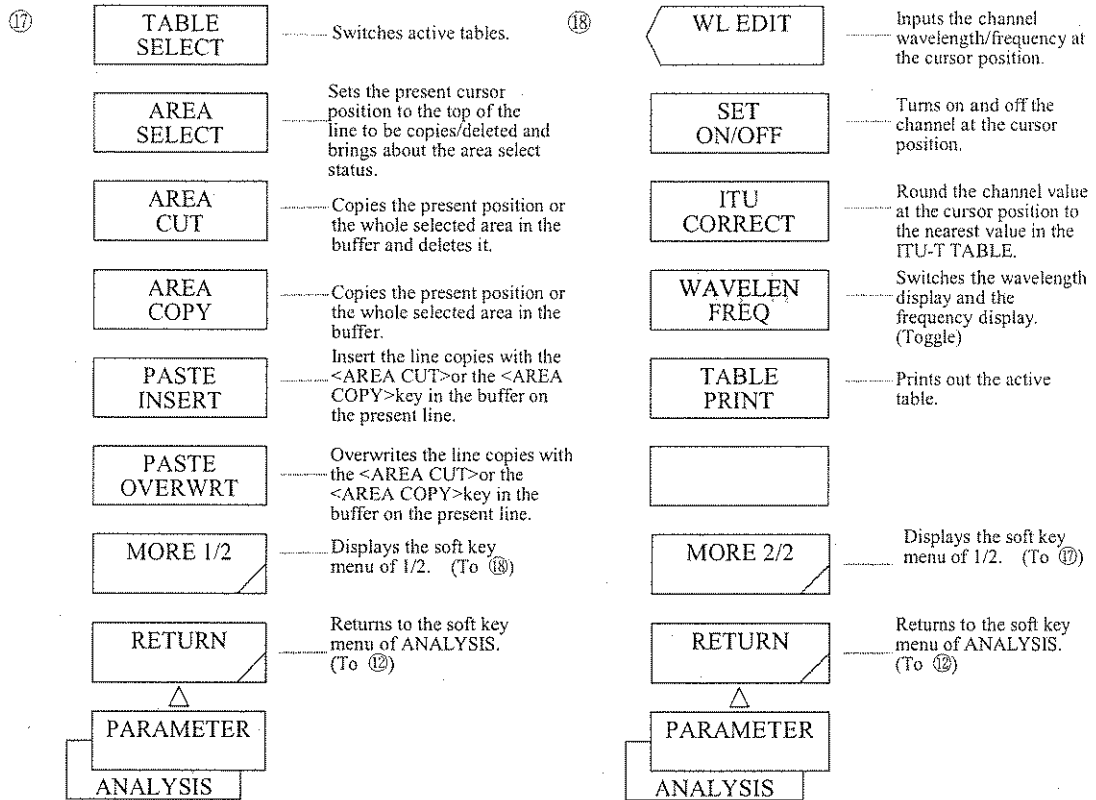 ⑰
TABLE
SELECT
Switches active tables.
AREA
SELECT
Sets the present cursor
position to the top of the
line to be copies/deleted and
brings about the area select
status.
AREA
CUT
Copies the present position or
the whole selected area in the
buffer and deletes it.
AREA
COPY
Copies the present position or
the whole selected area in the
buffer.
PASTE
INSERT
Insert the line copies with the
<AREA CUT>or the <AREA
COPY>key in the buffer on
the present line.
PASTE
OVERWRT
Overwrites the line copies with
the <AREA CUT>or the
<AREA COPY>key in the
buffer on the present line.
MORE 1/2
Displays the soft key
menu of 1/2. (To ⑱)
RETURN
Returns to the soft key
menu of ANALYSIS.
(To ⑫)
PARAMETER
ANALYSIS
⑱
WL EDIT
Inputs the channel
wavelength/frequency at
the cursor position.
SET
ON/OFF
Turns on and off the
channel at the cursor
position.
ITU
CORRECT
Round the channel value
at the cursor position to
the nearest value in the
ITU-T TABLE.
WAVELEN
FREQ
Switches the wavelength
display and the
frequency display.
(Toggle)
TABLE
PRINT
Prints out the active
table.
MORE 2/2
Displays the soft key
menu of 1/2. (To ⑰)
RETURN
Returns to the soft key
menu of ANALYSIS.
(To ⑫)
PARAMETER
ANALYSIS